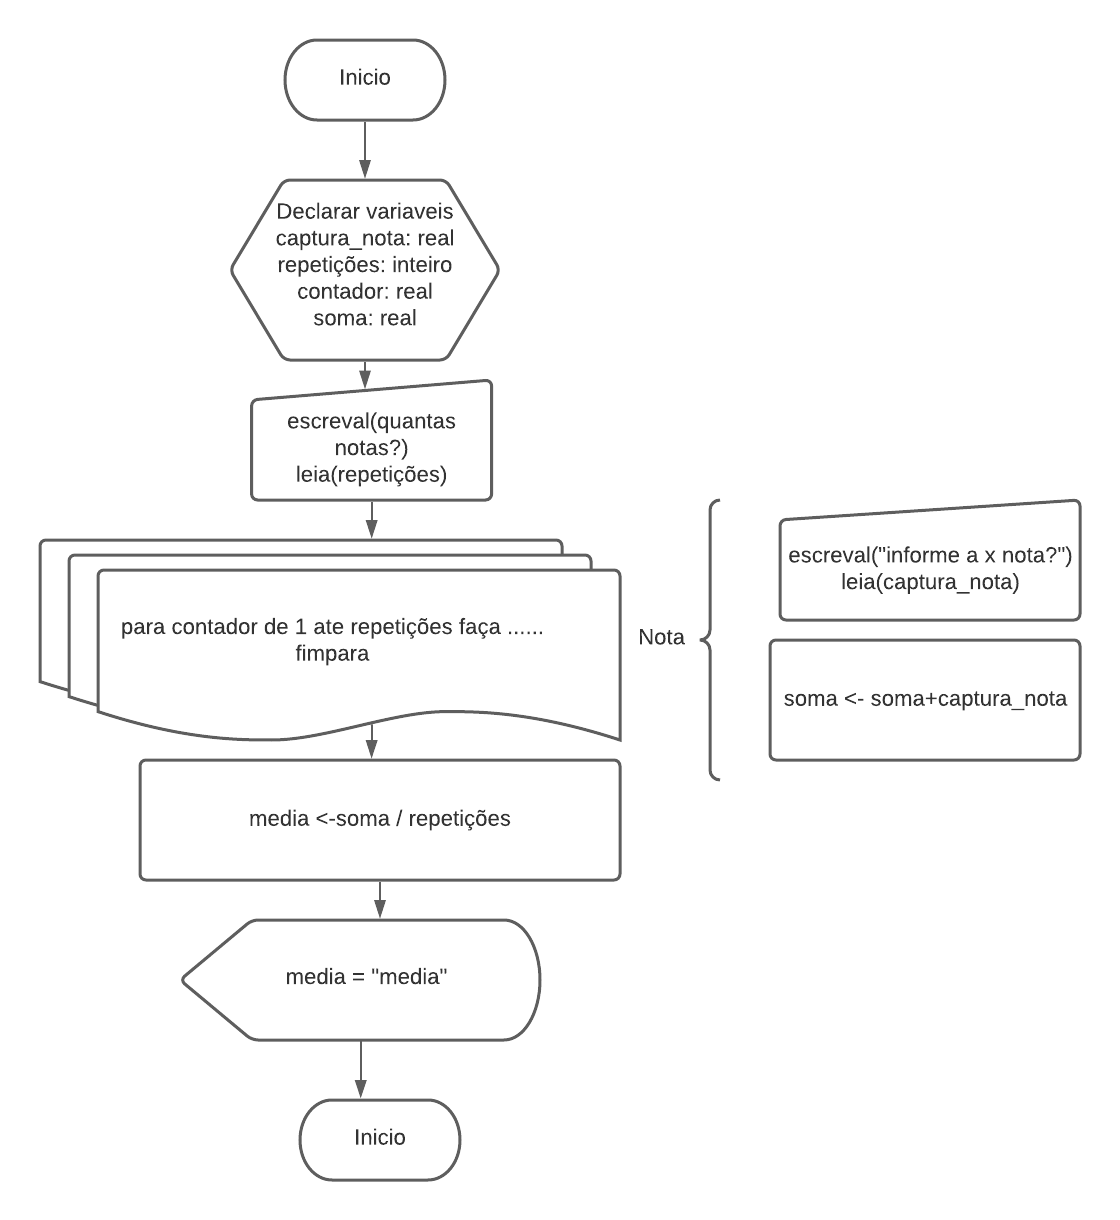 Inicio
Declarar variaveis
captura_nota: real
repetições: inteiro
contador: real
soma: real
escreval(quantas
notas?)
leia(repetições)
para contador de 1 ate repetições faça ......
fimpara
Nota
escreval("informe a x nota?")
leia(captura_nota)
soma <- soma+captura_nota
media <-soma / repetições
media = "media"
Inicio